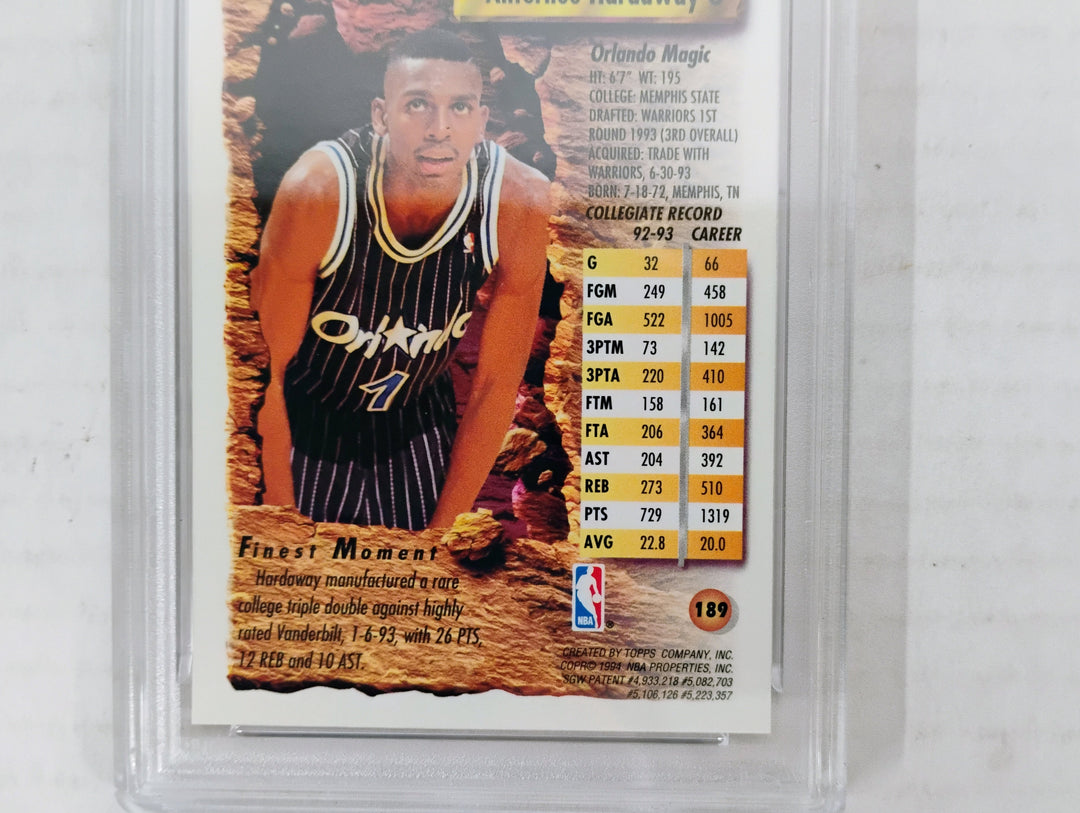 Anfernee Hardaway
Orlando Magic
HT: 6'7" WT: 195
COLLEGE: MEMPHIS STATE
DRAFTED: WARRIORS 1ST
ROUND 1993 (3RD OVERALL)
ACQUIRED: TRADE WITH
WARRIORS, 6-30-93
BORN: 7-18-72, MEMPHIS, TN
COLLEGIATE RECORD
92-93 CAREER
G 32 66
FGM 249 458
FGA 522 1005
3PTM 73 142
3PTA 220 410
FTM 158 161
FTA 206 364
AST 204 392
REB 273 510
PTS 729 1319
AVG 22.8 20.0
Orlando
1
Finest Moment
Hardaway manufactured a rare
college triple double against highly
rated Vanderbilt, 1-6-93, with 26 PTS,
12 REB and 10 AST.
NBA ®
189
CREATED BY TOPPS COMPANY, INC.
COPR© 1994 NBA PROPERTIES, INC.
SGW PATENT #4,933,218 #5,082,703
#5,106,126 #5,223,357